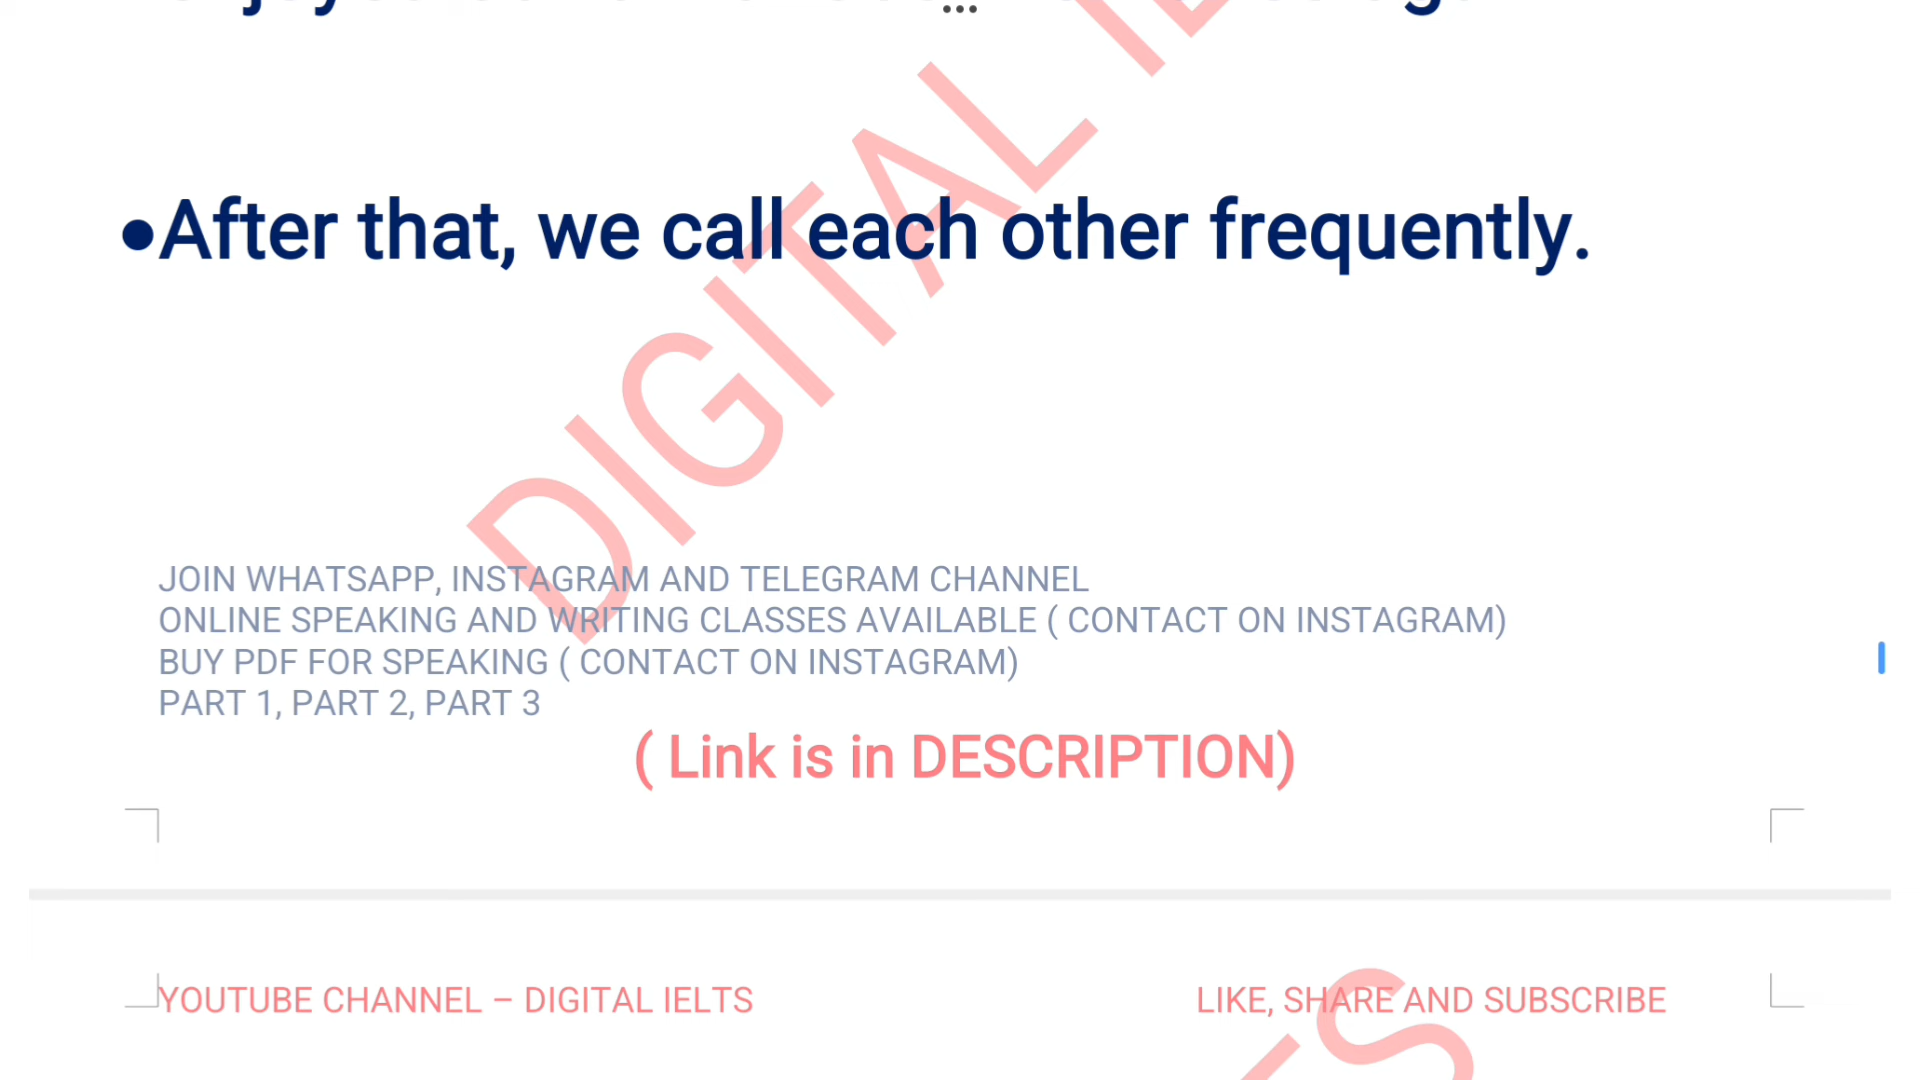 •After that, we call each other frequently.
DIGITAL
JOIN WHATSAPP, INSTAGRAM AND TELEGRAM CHANNEL
ONLINE SPEAKING AND WRITING CLASSES AVAILABLE ( CONTACT ON INSTAGRAM)
BUY PDF FOR SPEAKING ( CONTACT ON INSTAGRAM)
PART 1, PART 2, PART 3
( Link is in DESCRIPTION)
YOUTUBE CHANNEL – DIGITAL IELTS
LIKE, SHARE AND SUBSCRIBE